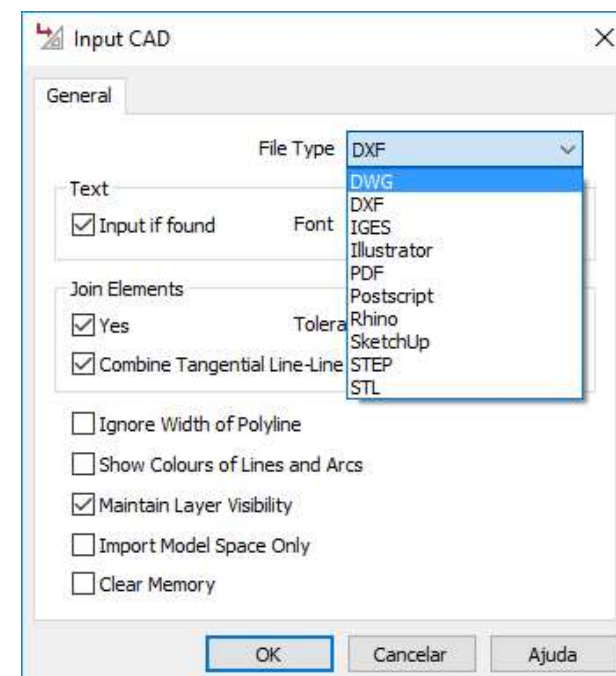 Input CAD
General
File Type DXF
DWG
Text
DXF
Input if found Font IGES
Illustrator
PDF
Join Elements Postscript
Yes Tolera Rhino
SketchUp
Combine Tangential Line-Line STEP
STL
Ignore Width of Polyline
Show Colours of Lines and Arcs
Maintain Layer Visibility
Import Model Space Only
Clear Memory
OK Cancelar Ajuda